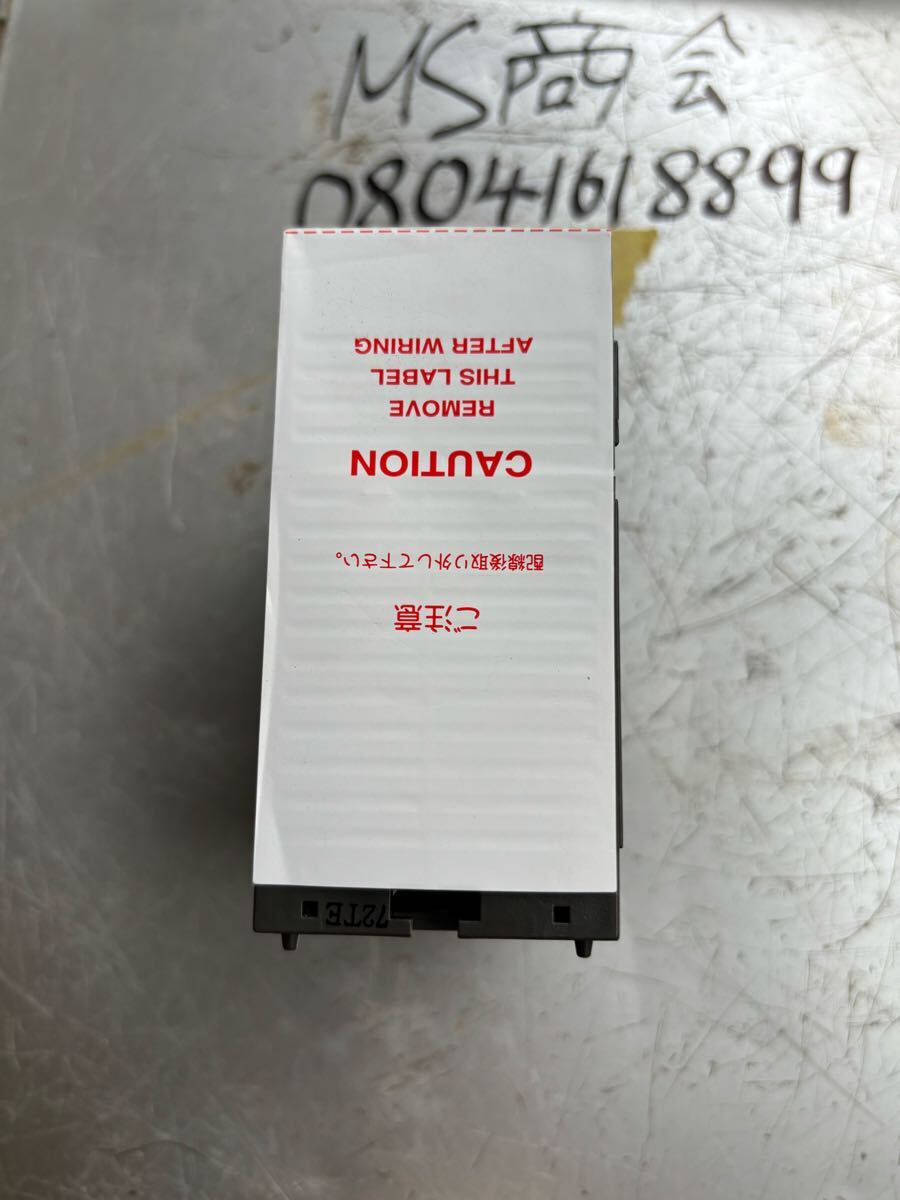 MS商会
08041618899
ご注意
配線後取り外して下さい。
CAUTION
REMOVE
THIS LABEL
AFTER WIRING
72TE